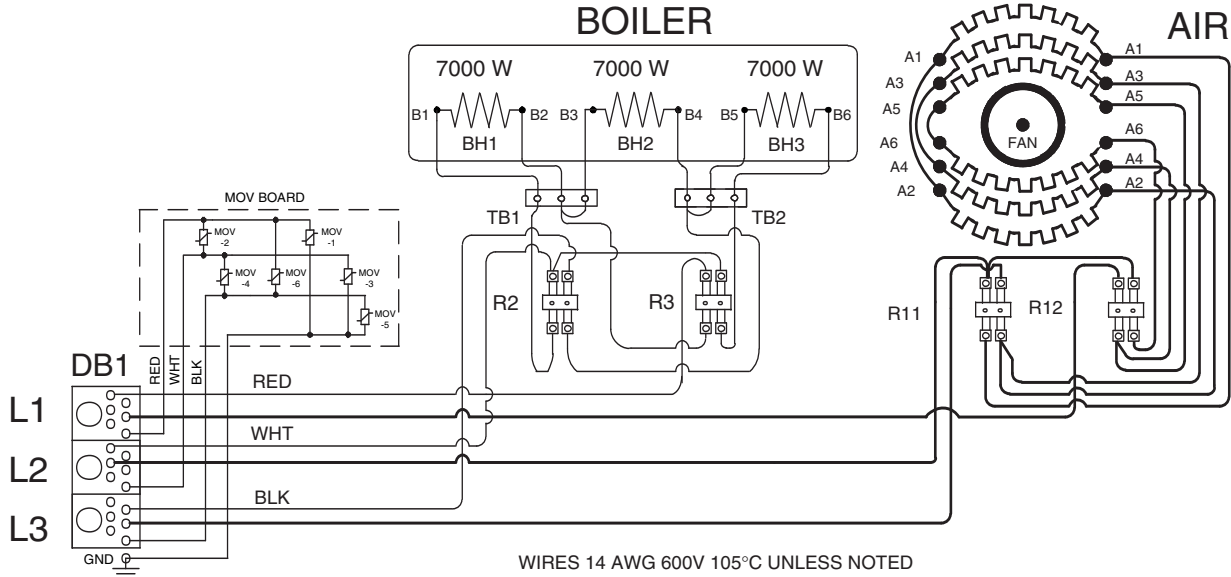 BOILER
AIR
7000 W 7000 W 7000 W
B1 B2 B3 B4 B5 B6
BH1 BH2 BH3
TB1 TB2
A1 A1
A3 A3
A5 A5
FAN
A6 A6
A4 A4
A2 A2
MOV BOARD
MOV -2
MOV -1
MOV -4
MOV -6
MOV -3
MOV -5
R2 R3
R11 R12
RED WHT BLK
DB1
L1
RED
WHT
L2
BLK
L3
GND
WIRES 14 AWG 600V 105°C UNLESS NOTED